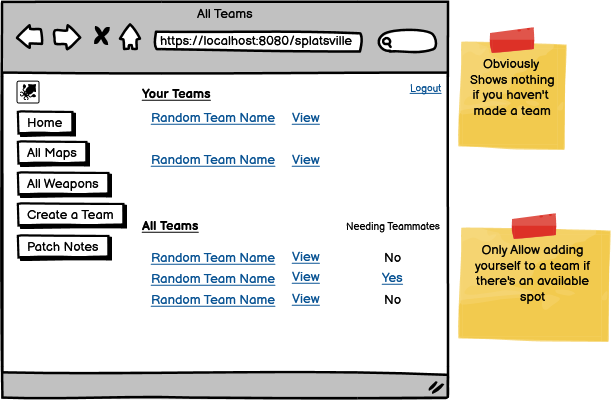 All Teams
https://localhost:8080/splatsville
Logout
Your Teams
Random Team Name View
Random Team Name View
Home
All Maps
All Weapons
Create a Team
Patch Notes
All Teams Needing Teammates
Random Team Name View No
Random Team Name View Yes
Random Team Name View No
Obviously
Shows nothing
if you haven't
made a team
Only Allow adding
yourself to a team if
there's an available
spot